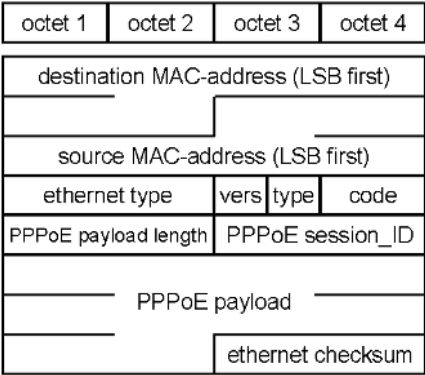 octet 1 octet 2 octet 3 octet 4
destination MAC-address (LSB first)
source MAC-address (LSB first)
ethernet type vers type code
PPPoE payload length PPPoE session_ID
PPPoE payload
ethernet checksum